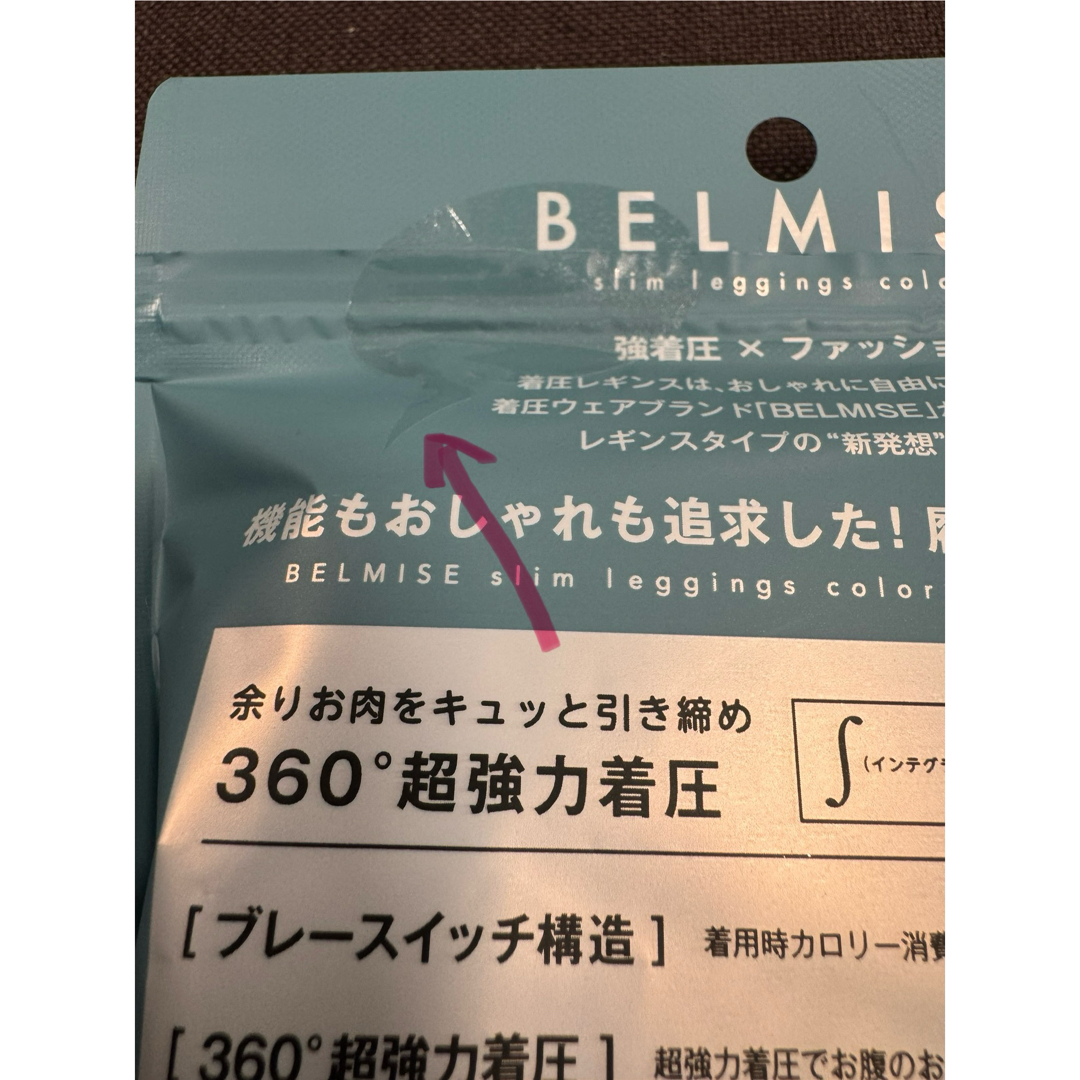 BELMIS
slim leggings colo
強着圧 × ファッショ
着圧レギンスは、おしゃれに自由に
着圧ウェアブランド「BELMISE」が
レギンスタイプの“新発想”
機能もおしゃれも追求した! 履
BELMISE slim leggings color
余りお肉をキュッと引き締め
360°超強力着圧
∫(インテグ
[ブレースイッチ構造] 着用時カロリー消費
[360°超強力着圧] 超強力着圧でお腹のお